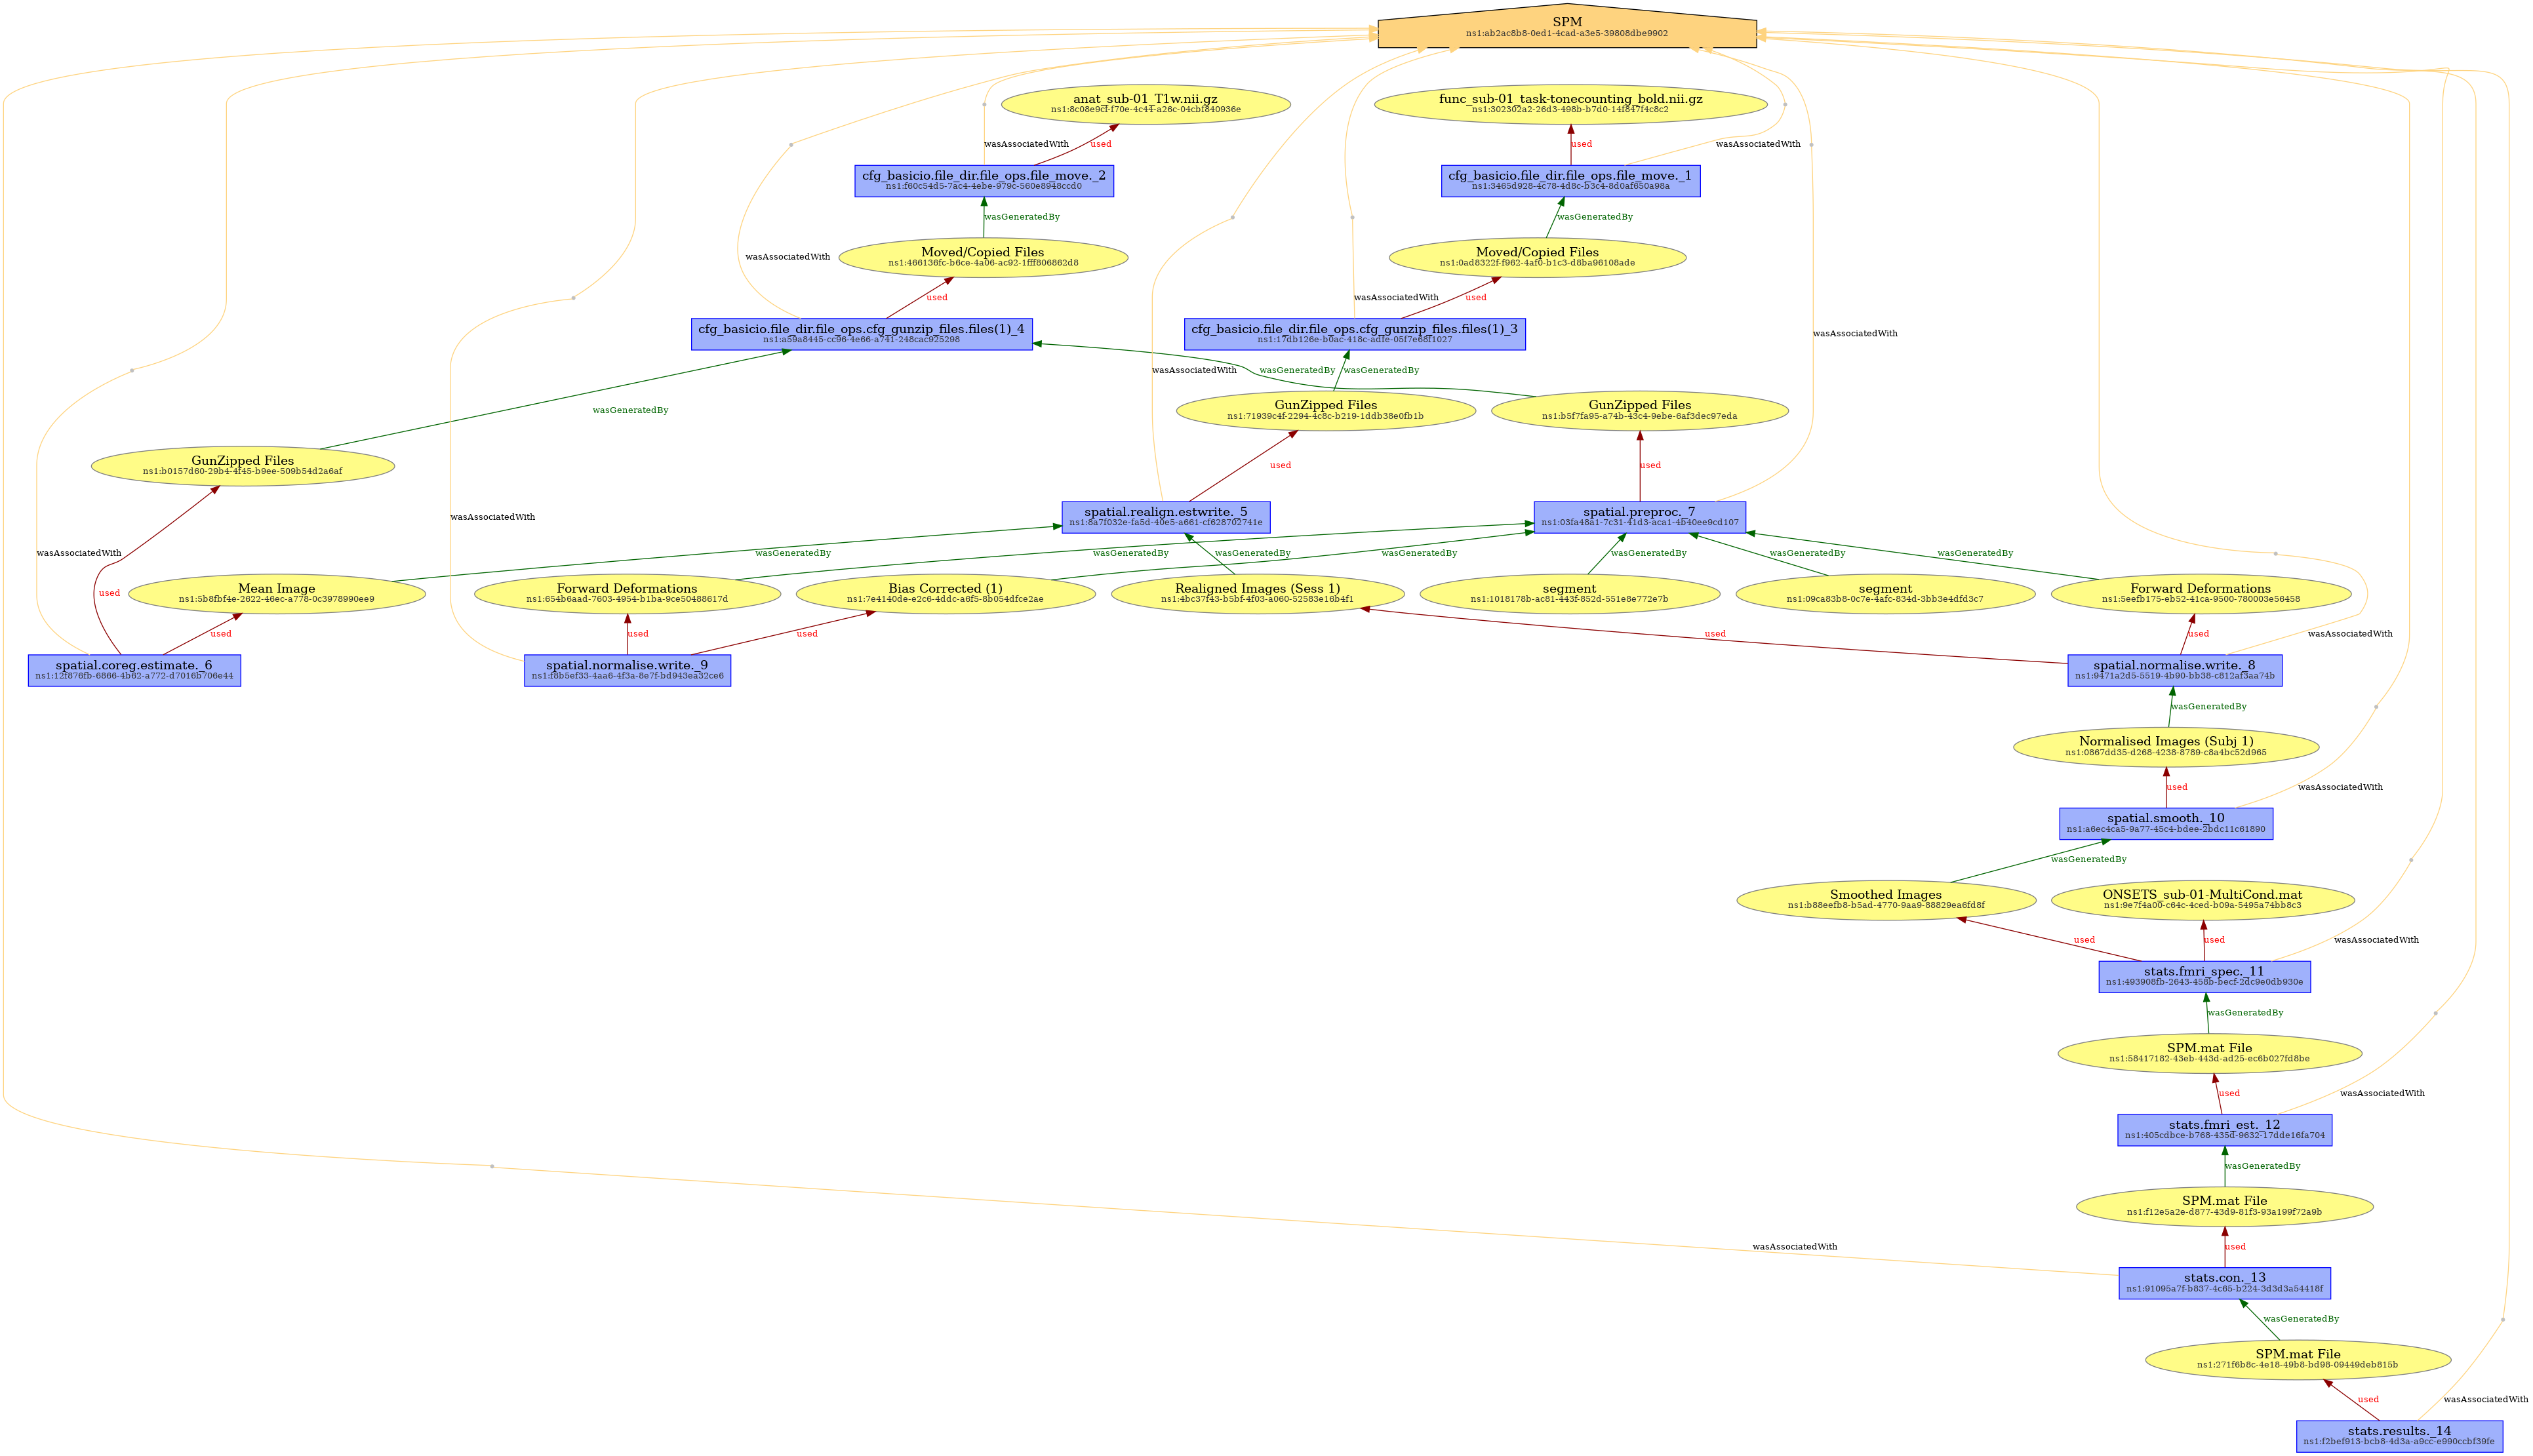 SPM
ns1:ab2ac8b8-0ed1-4cad-a3e5-39808dbe9902
anat_sub-01_T1w.nii.gz
ns1:8c08e9cf-f70e-4c44-a26c-04cbf840936e
func_sub-01_task-tonecounting_bold.nii.gz
ns1:302302a2-26d3-498b-b7d0-14f847f4c8c2
wasAssociatedWith
used
used
wasAssociatedWith
cfg_basicio.file_dir.file_ops.file_move._2
ns1:f60c54d5-7ac4-4ebe-979c-560e8948ccd0
cfg_basicio.file_dir.file_ops.file_move._1
ns1:3465d928-4c78-4d8c-b3c4-8d0af650a98a
wasGeneratedBy
wasGeneratedBy
Moved/Copied Files
ns1:466136fc-b6ce-4a06-ac92-1fff806862d8
Moved/Copied Files
ns1:0ad8322f-f962-4af0-b1c3-d8ba96108ade
wasAssociatedWith
used
wasAssociatedWith
used
cfg_basicio.file_dir.file_ops.cfg_gunzip_files.files(1)_4
ns1:a59a8445-cc96-4e66-a741-248cac925298
cfg_basicio.file_dir.file_ops.cfg_gunzip_files.files(1)_3
ns1:17db126e-b0ac-418c-adfe-05f7e68f1027
wasAssociatedWith
wasAssociatedWith
wasGeneratedBy
wasGeneratedBy
wasGeneratedBy
GunZipped Files
ns1:71939c4f-2294-4c8c-b219-1ddb38e0fb1b
GunZipped Files
ns1:b5f7fa95-a74b-43c4-9ebe-6af3dec97eda
GunZipped Files
ns1:b0157d60-29b4-4f45-b9ee-509b54d2a6af
used
used
wasAssociatedWith
spatial.realign.estwrite._5
ns1:8a7f032e-fa5d-40e5-a661-cf628702741e
spatial.preproc._7
ns1:03fa48a1-7c31-41d3-aca1-4b40ee9cd107
wasAssociatedWith
wasGeneratedBy
wasGeneratedBy
wasGeneratedBy
wasGeneratedBy
wasGeneratedBy
wasGeneratedBy
wasGeneratedBy
used
Mean Image
ns1:5b8fbf4e-2622-46ec-a778-0c3978990ee9
Forward Deformations
ns1:654b6aad-7603-4954-b1ba-9ce50488617d
Bias Corrected (1)
ns1:7e4140de-e2c6-4ddc-a6f5-8b054dfce2ae
Realigned Images (Sess 1)
ns1:4bc37f43-b5bf-4f03-a060-52583e16b4f1
segment
ns1:1018178b-ac81-443f-852d-551e8e772e7b
segment
ns1:09ca83b8-0c7e-4afc-834d-3bb3e4dfd3c7
Forward Deformations
ns1:5eefb175-eb52-41ca-9500-780003e56458
used
used
used
used
used
wasAssociatedWith
spatial.coreg.estimate._6
ns1:12f876fb-6866-4b62-a772-d7016b706e44
spatial.normalise.write._9
ns1:f8b5ef33-4aa6-4f3a-8e7f-bd943ea32ce6
spatial.normalise.write._8
ns1:9471a2d5-5519-4b90-bb38-c812af3aa74b
wasGeneratedBy
Normalised Images (Subj 1)
ns1:0867dd35-d268-4238-8789-c8a4bc52d965
used
wasAssociatedWith
spatial.smooth._10
ns1:a6ec4ca5-9a77-45c4-bdee-2bdc11c61890
wasGeneratedBy
Smoothed Images
ns1:b88eefb8-b5ad-4770-9aa9-88829ea6fd8f
ONSETS_sub-01-MultiCond.mat
ns1:9e7f4a00-c64c-4ced-b09a-5495a74bb8c3
used
used
wasAssociatedWith
stats.fmri_spec._11
ns1:493908fb-2643-458b-becf-2dc9e0db930e
wasGeneratedBy
SPM.mat File
ns1:58417182-43eb-443d-ad25-ec6b027fd8be
used
wasAssociatedWith
stats.fmri_est._12
ns1:405cdbce-b768-435d-9632-17dde16fa704
wasGeneratedBy
SPM.mat File
ns1:f12e5a2e-d877-43d9-81f3-93a199f72a9b
wasAssociatedWith
used
stats.con._13
ns1:91095a7f-b837-4c65-b224-3d3d3a54418f
wasGeneratedBy
SPM.mat File
ns1:271f6b8c-4e18-49b8-bd98-09449deb815b
used
wasAssociatedWith
stats.results._14
ns1:f2bef913-bcb8-4d3a-a9cc-e990ccbf39fe